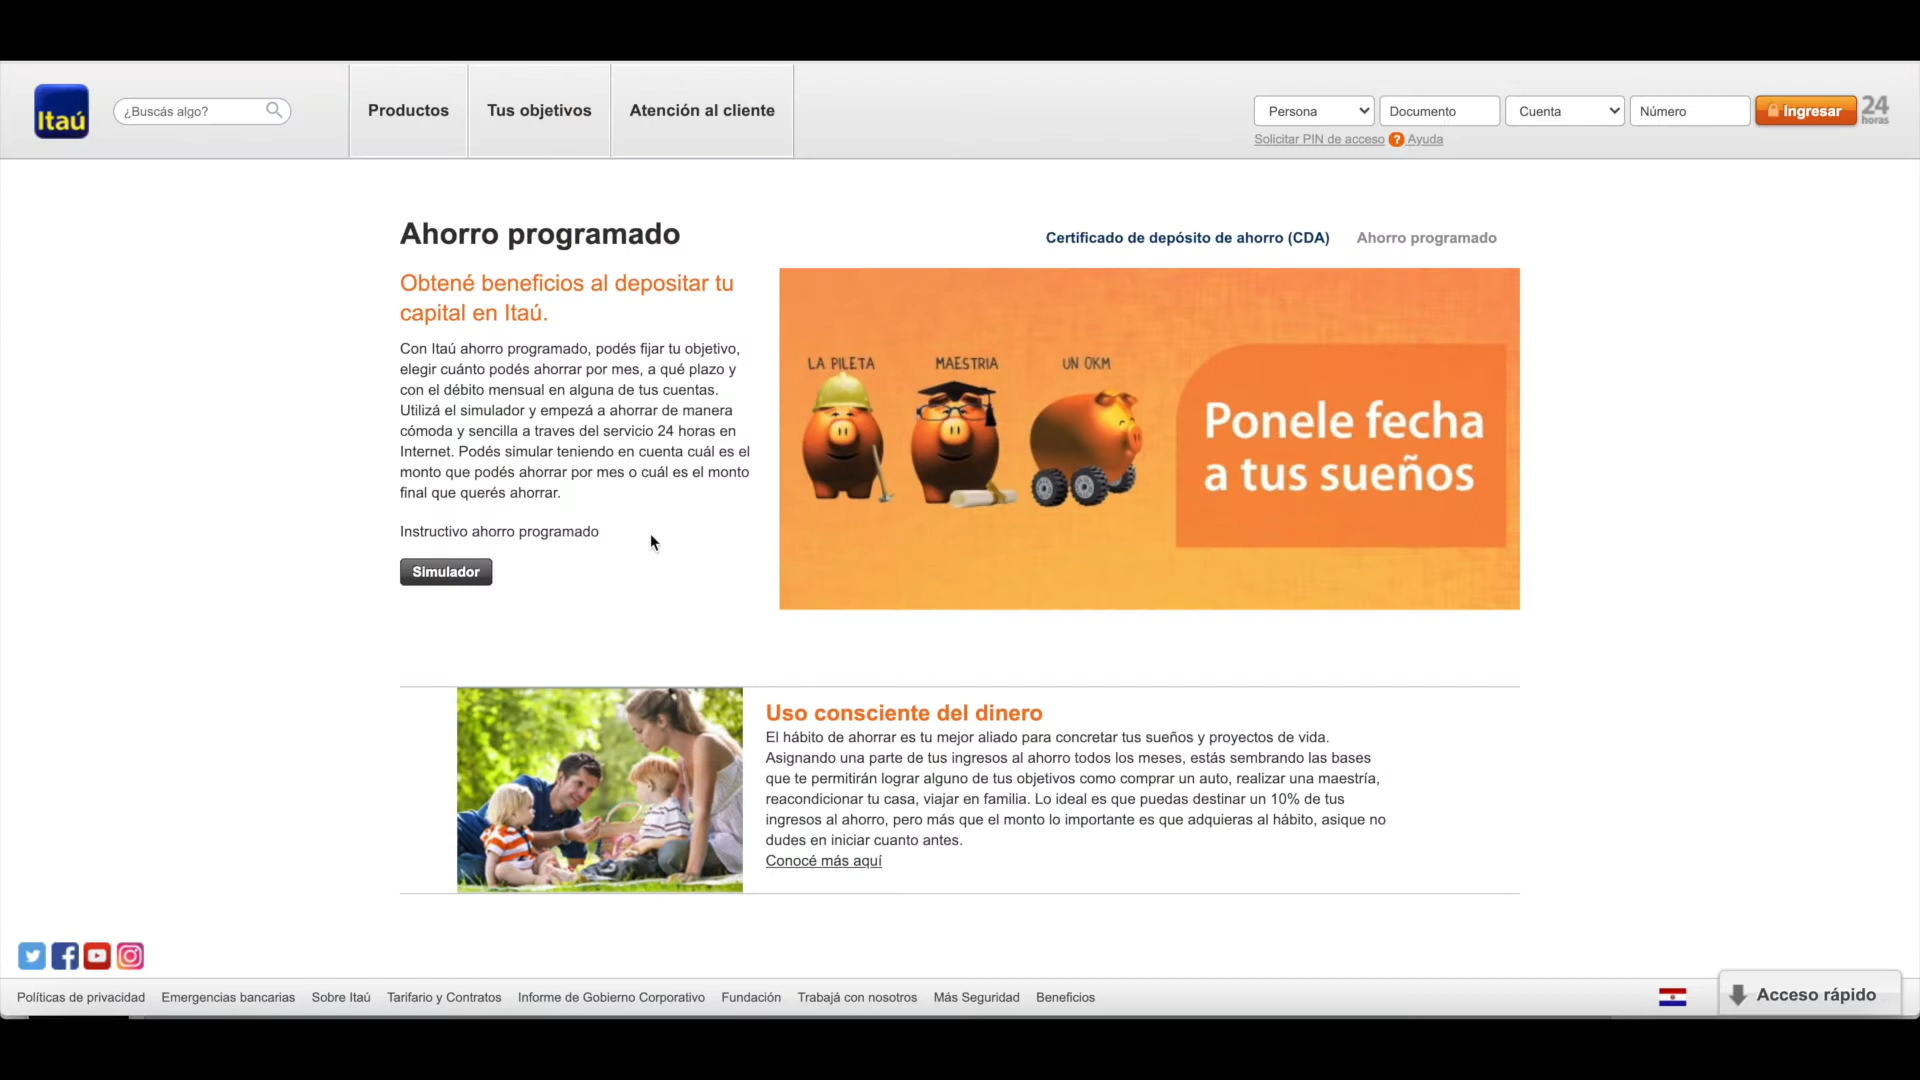 Itaú
¿Buscás algo?
Productos
Tus objetivos
Atención al cliente
Persona
Documento
Cuenta
Número
Ingresar
24
horas
Solicitar PIN de acceso ? Ayuda
Ahorro programado
Certificado de depósito de ahorro (CDA)
Ahorro programado
Obtené beneficios al depositar tu
capital en Itaú.
Con Itaú ahorro programado, podés fijar tu objetivo,
elegir cuánto podés ahorrar por mes, a qué plazo y
con el débito mensual en alguna de tus cuentas.
Utilizá el simulador y empezá a ahorrar de manera
cómoda y sencilla a traves del servicio 24 horas en
Internet. Podés simular teniendo en cuenta cuál es el
monto que podés ahorrar por mes o cuál es el monto
final que querés ahorrar.
Instructivo ahorro programado
Simulador
LA PILETA
MAESTRIA
UN 0KM
Ponele fecha
a tus sueños
Uso consciente del dinero
El hábito de ahorrar es tu mejor aliado para concretar tus sueños y proyectos de vida.
Asignando una parte de tus ingresos al ahorro todos los meses, estás sembrando las bases
que te permitirán lograr alguno de tus objetivos como comprar un auto, realizar una maestría,
reacondicionar tu casa, viajar en familia. Lo ideal es que puedas destinar un 10% de tus
ingresos al ahorro, pero más que el monto lo importante es que adquieras al hábito, asique no
dudes en iniciar cuanto antes.
Conocé más aquí
Políticas de privacidad
Emergencias bancarias
Sobre Itaú
Tarifario y Contratos
Informe de Gobierno Corporativo
Fundación
Trabajá con nosotros
Más Seguridad
Beneficios
Acceso rápido